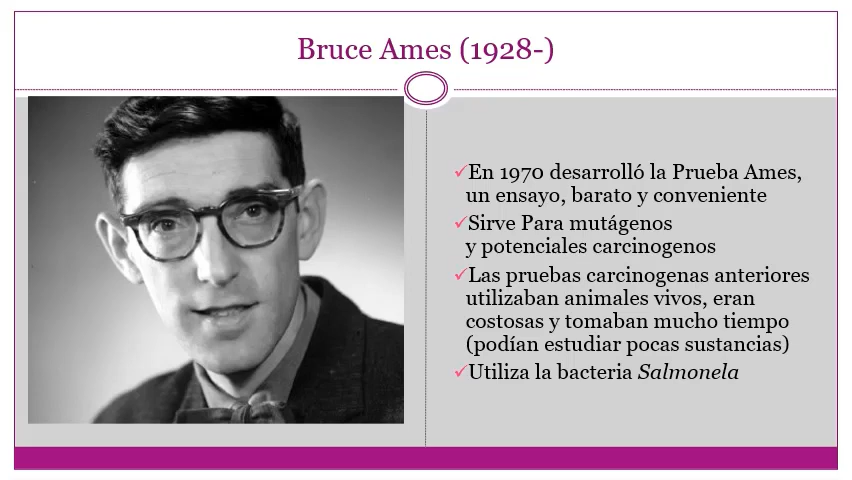 Bruce Ames (1928-)
✓En 1970 desarrolló la Prueba Ames,
un ensayo, barato y conveniente
✓Sirve Para mutágenos
y potenciales carcinogenos
✓Las pruebas carcinogenas anteriores
utilizaban animales vivos, eran
costosas y tomaban mucho tiempo
(podían estudiar pocas sustancias)
✓Utiliza la bacteria Salmonela